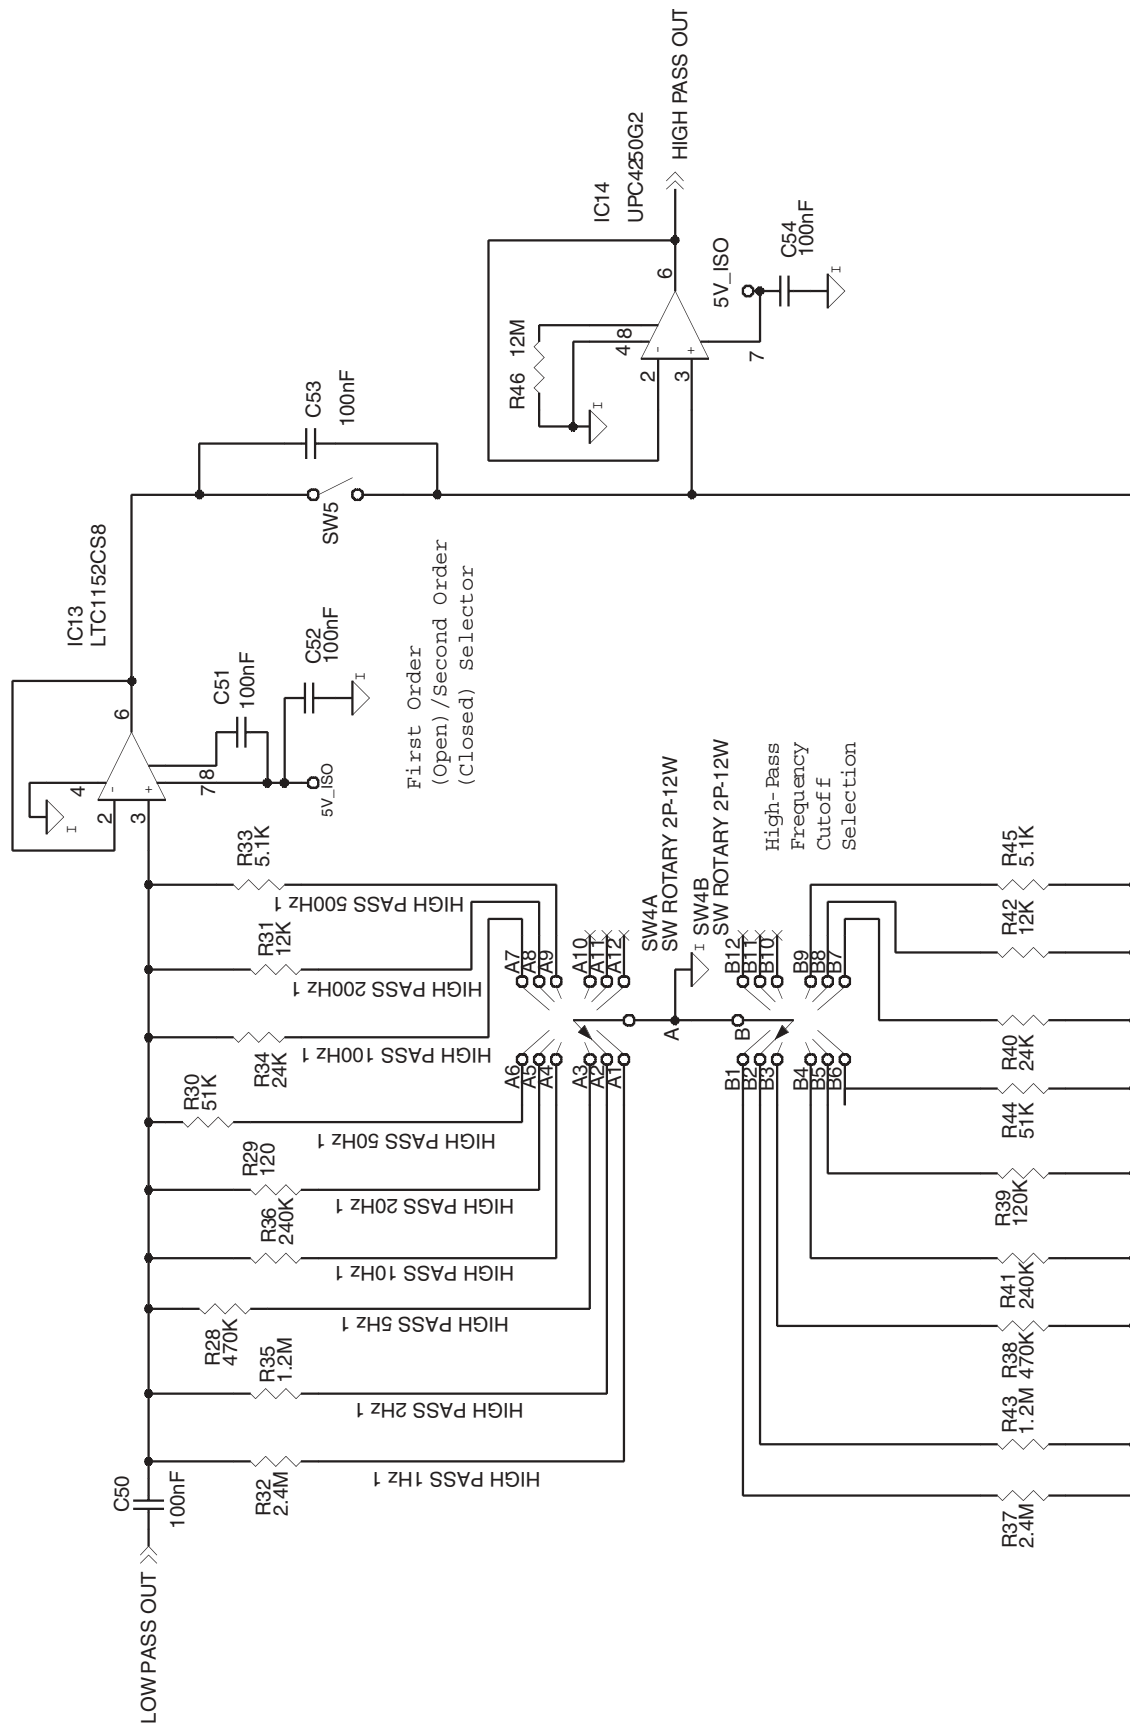 LOWPASS OUT
C50
100nF
R32
2.4M
HIGH PASS 1Hz 1
R35
1.2M
HIGH PASS 2Hz 1
R28
470K
HIGH PASS 5Hz 1
R36
240K
HIGH PASS 10Hz 1
R29
120
HIGH PASS 20Hz 1
R30
51K
HIGH PASS 50Hz 1
R34
24K
HIGH PASS 100Hz 1
R31
12K
HIGH PASS 200Hz 1
R33
5.1K
HIGH PASS 500Hz 1
IC13
LTC1152CS8
2
3
4
6
7
8
I
C51
100nF
C52
100nF
I
5V_ISO
First Order
(Open)/Second Order
(Closed) Selector
SW5
C53
100nF
R46 12M
I
2
3
4
8
6
7
IC14
UPC4250G2
HIGH PASS OUT
5V_ISO
C54
100nF
I
A6
A5
A4
A3
A2
A1
A7
A8
A9
A10
A11
A12
SW4A
SW ROTARY 2P-12W
A
I
B
SW4B
SW ROTARY 2P-12W
B1
B2
B3
B4
B5
B6
B12
B11
B10
B9
B8
B7
High-Pass
Frequency
Cutoff
Selection
R37
2.4M
R43
1.2M
R38
470K
R41
240K
R39
120K
R44
51K
R40
24K
R42
12K
R45
5.1K